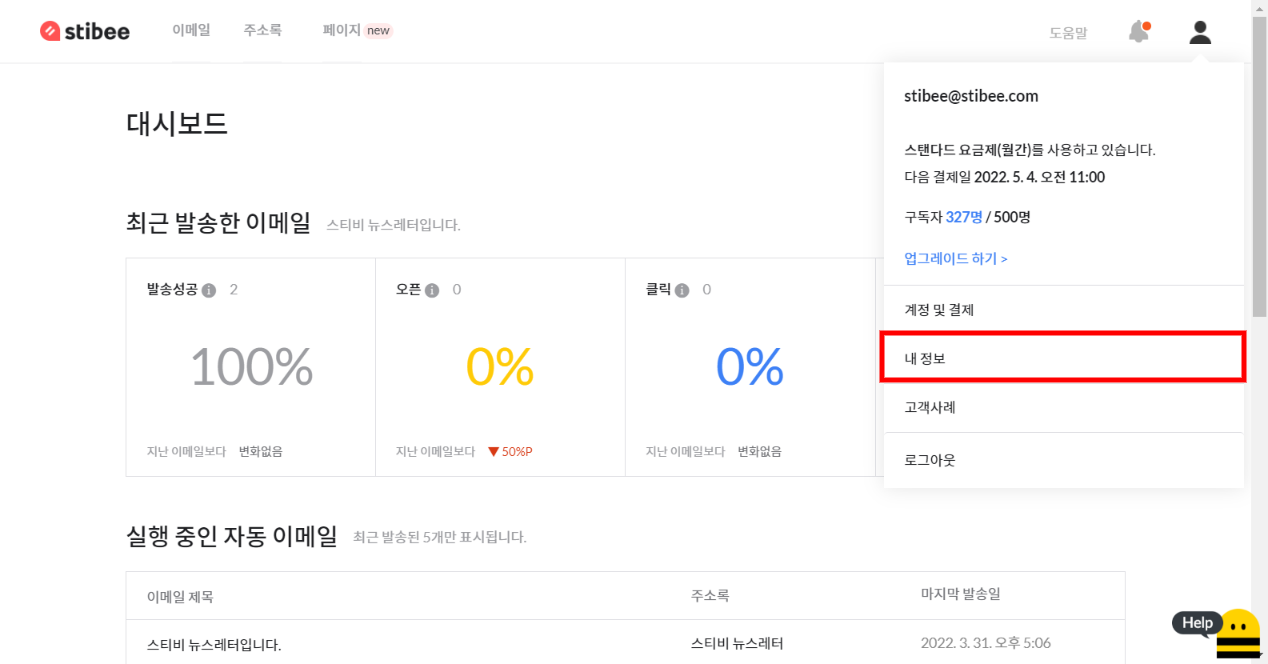 stibee 이메일 주소록 페이지 new 도움말
stibee@stibee.com
스탠다드 요금제(월간)를 사용하고 있습니다.
다음 결제일 2022. 5. 4. 오전 11:00
구독자 327명 / 500명
업그레이드 하기 >
계정 및 결제
내 정보
고객사례
로그아웃
대시보드
최근 발송한 이메일 스티비 뉴스레터입니다.
발송성공 2
100%
지난 이메일보다 변화없음
오픈 0
0%
지난 이메일보다 ▼ 50%P
클릭 0
0%
지난 이메일보다 변화없음
실행 중인 자동 이메일 최근 발송된 5개만 표시됩니다.
이메일 제목 주소록 마지막 발송일
스티비 뉴스레터입니다. 스티비 뉴스레터 2022. 3. 31. 오후 5:06
Help